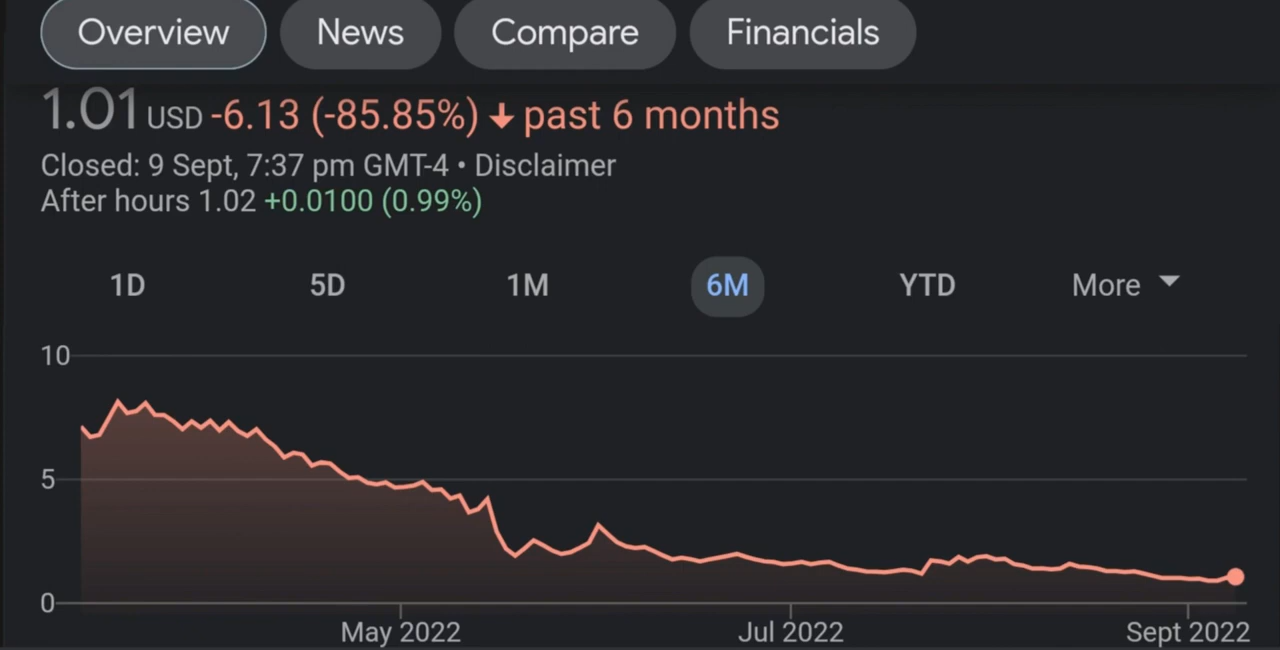 Overview News Compare Financials
1.01 USD -6.13 (-85.85%) ↓ past 6 months
Closed: 9 Sept, 7:37 pm GMT-4 • Disclaimer
After hours 1.02 +0.0100 (0.99%)
1D 5D 1M 6M YTD More
10
5
0
May 2022 Jul 2022 Sept 2022